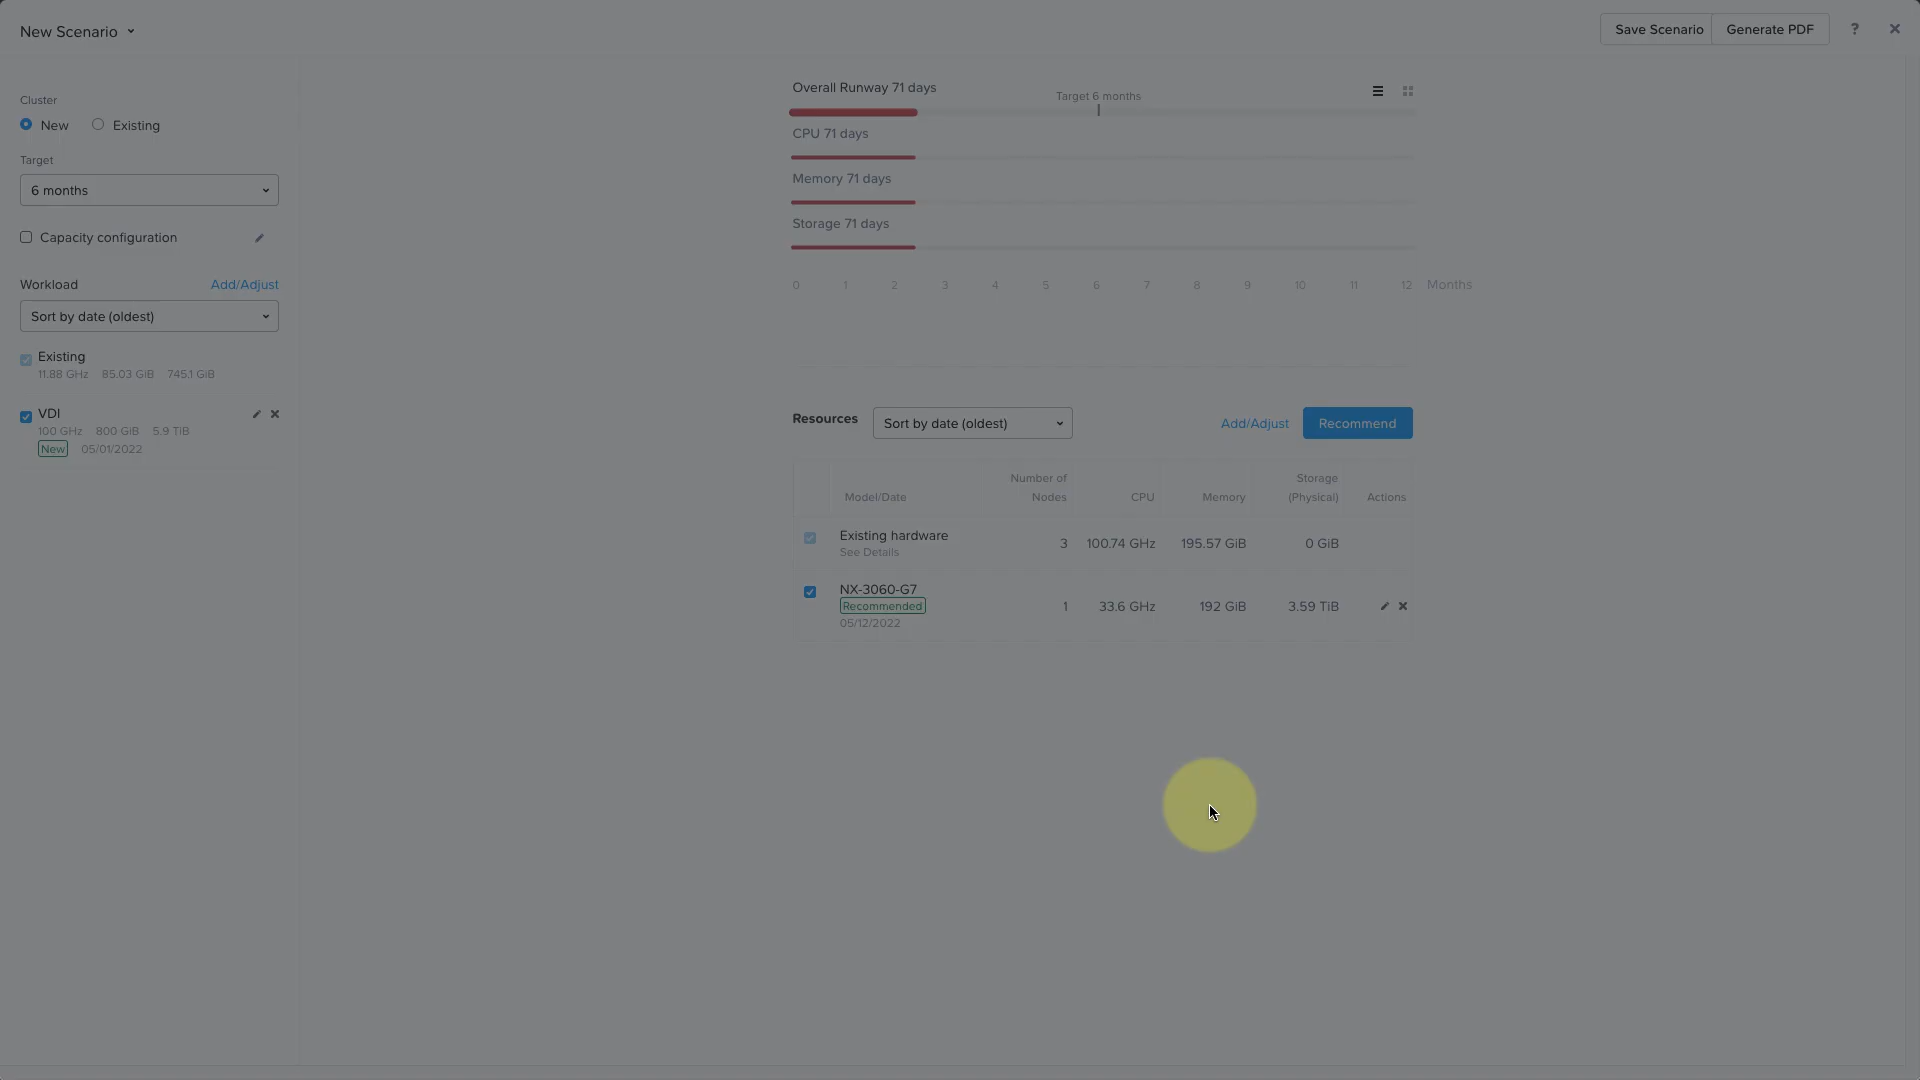 New Scenario
Save Scenario
Generate PDF
?
Cluster
New
Existing
Target
6 months
Capacity configuration
Workload
Add/Adjust
Sort by date (oldest)
Existing
11.88 GHz 85.03 GiB 745.1 GiB
VDI
100 GHz 800 GiB 5.9 TiB
New 05/01/2022
Overall Runway 71 days
Target 6 months
CPU 71 days
Memory 71 days
Storage 71 days
0 1 2 3 4 5 6 7 8 9 10 11 12 Months
Resources
Sort by date (oldest)
Add/Adjust
Recommend
Model/Date
Number of
Nodes
CPU
Memory
Storage
(Physical)
Actions
Existing hardware
See Details
3 100.74 GHz 195.57 GiB 0 GiB
NX-3060-G7
Recommended
05/12/2022
1 33.6 GHz 192 GiB 3.59 TiB